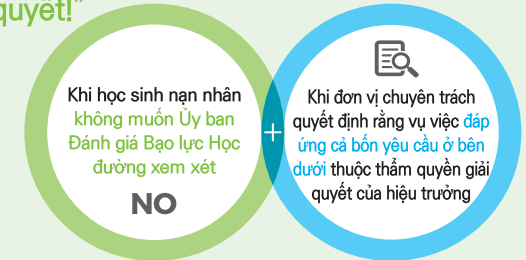 quyết!"
Khi học sinh nạn nhân
không muốn Ủy ban
Đánh giá Bạo lực Học
đường xem xét
NO
+
Khi đơn vị chuyên trách
quyết định rằng vụ việc đáp
ứng cả bốn yêu cầu ở bên
dưới thuộc thẩm quyền giải
quyết của hiệu trưởng